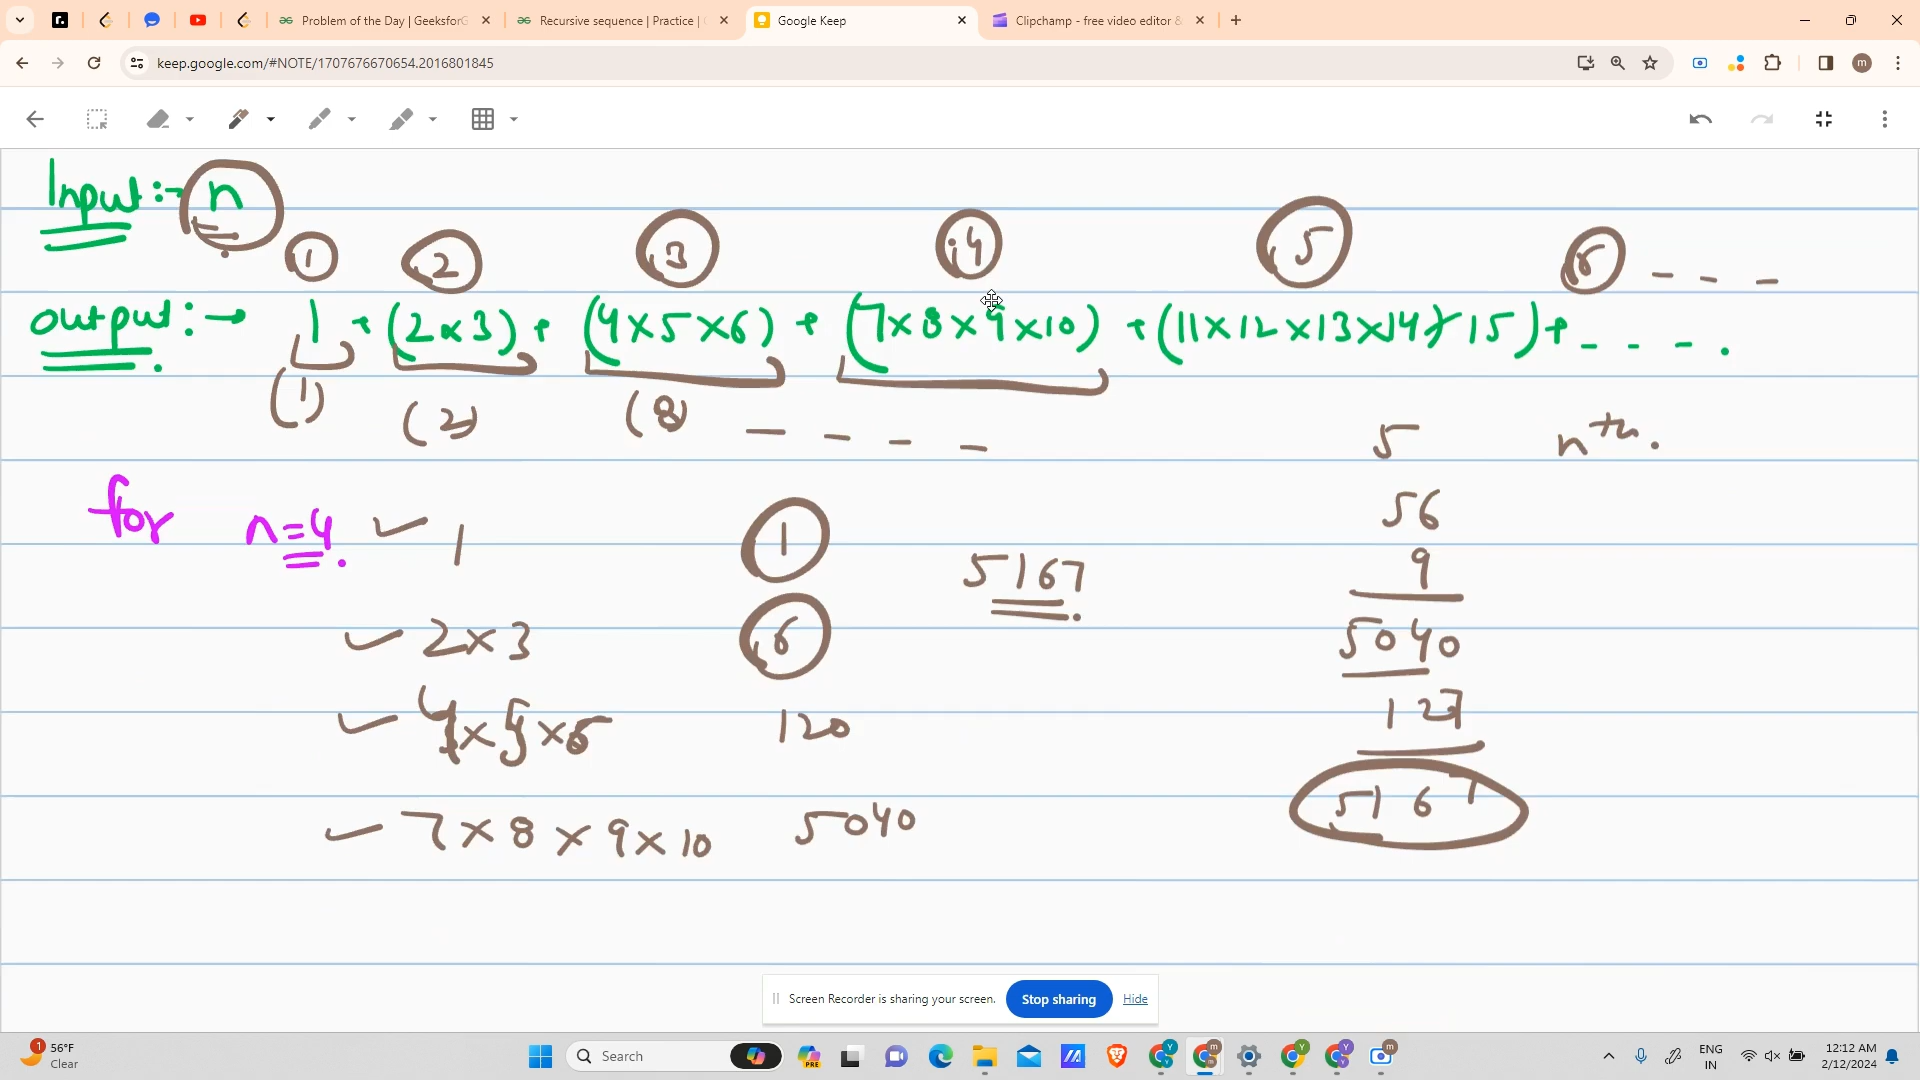 Problem of the Day | GeeksforG
Recursive sequence | Practice |
Google Keep
Clipchamp - free video editor &
keep.google.com/#NOTE/1707676670654.2016801845
m
Input :- n
1 2 3 4 5 6 - - -
output :- 1 + (2×3) + (4×5×6) + (7×8×9×10) + (11×12×13×14×15) + - - - .
(1) (2) (3) - - - - 5 nth.
for n=4. 1 1 5167 56
9
2×3 6 5040
4×5×6 120 127
7×8×9×10 5040 5167
Screen Recorder is sharing your screen. Stop sharing Hide
1 56°F
Clear
Search
PRE
ENG
IN
12:12 AM
2/12/2024